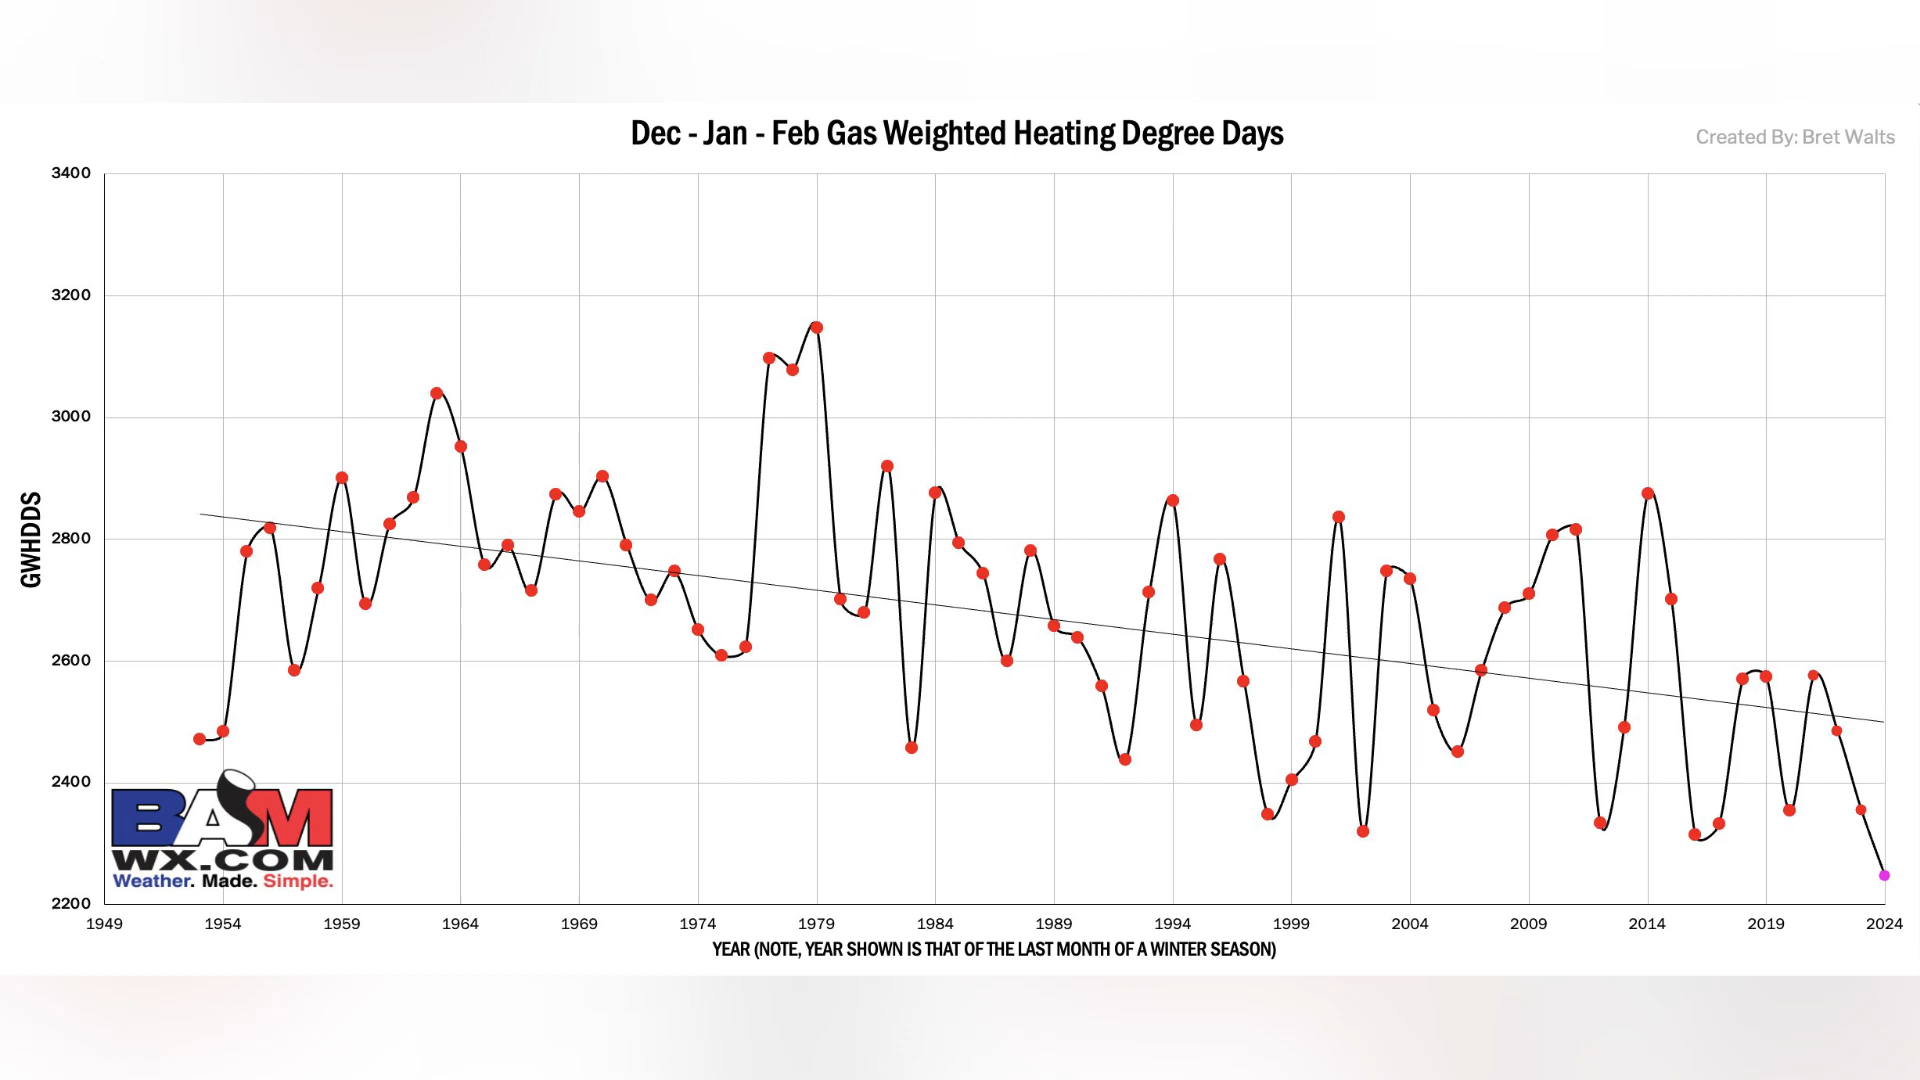 Dec - Jan - Feb Gas Weighted Heating Degree Days
Created By: Bret Walts
3400
3200
3000
2800
2600
2400
2200
GWHDDS
BAM
WX.COM
Weather. Made. Simple.
1949 1954 1959 1964 1969 1974 1979 1984 1989 1994 1999 2004 2009 2014 2019 2024
YEAR (NOTE, YEAR SHOWN IS THAT OF THE LAST MONTH OF A WINTER SEASON)